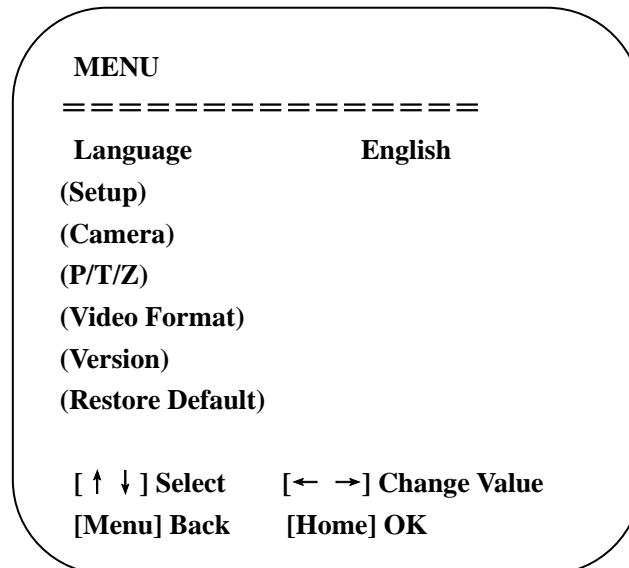 MENU
===============
Language English
(Setup)
(Camera)
(P/T/Z)
(Video Format)
(Version)
(Restore Default)
[ ↑ ↓ ] Select [← →] Change Value
[Menu] Back [Home] OK